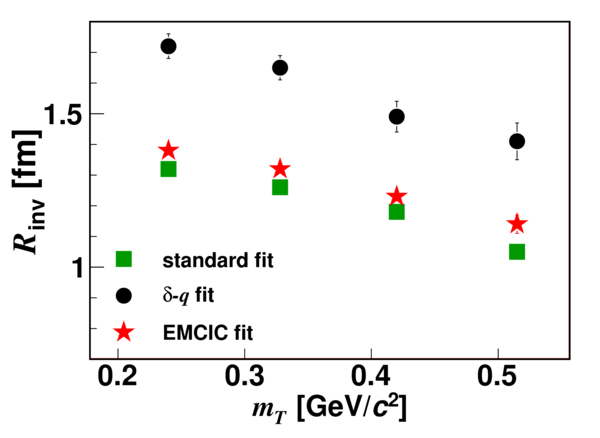 R_inv [fm]
1.5
1
standard fit
δ-q fit
EMCIC fit
0.2 0.3 0.4 0.5
m_T [GeV/c²]